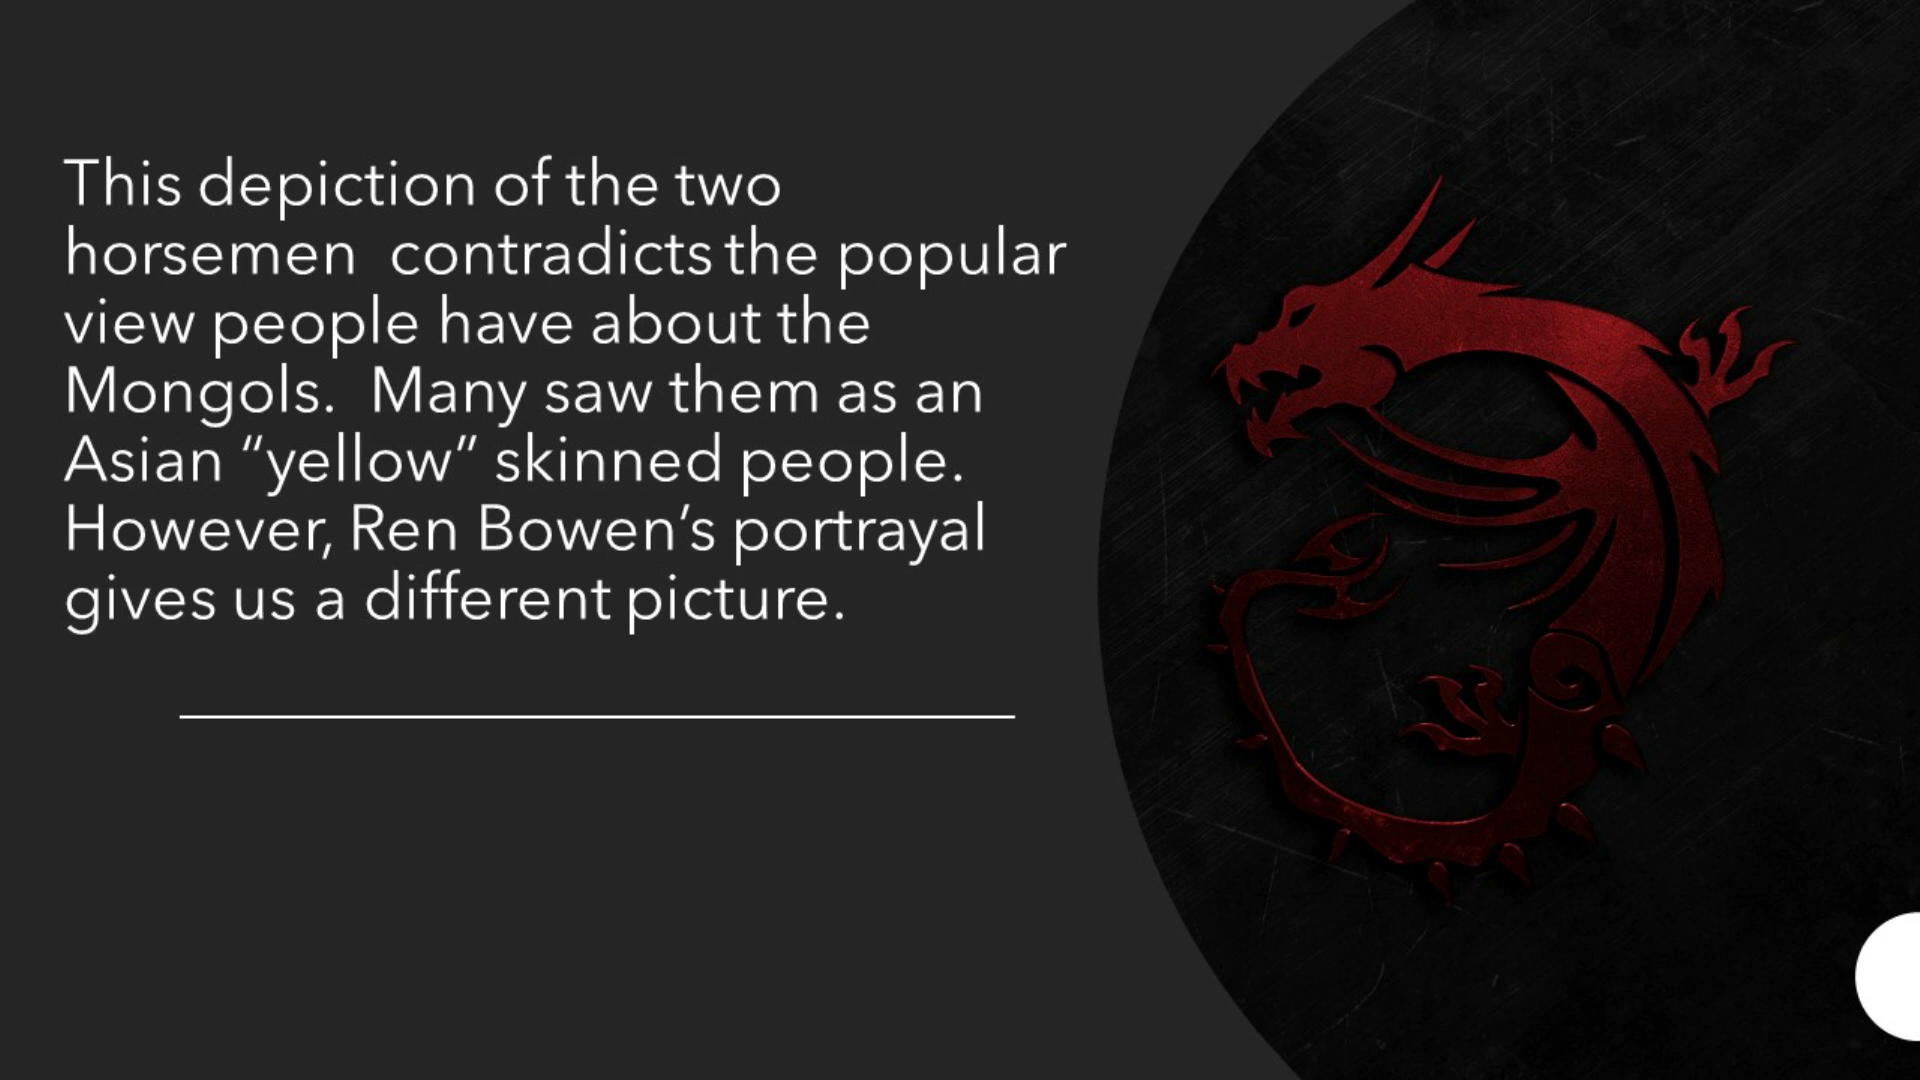 This depiction of the two
horsemen  contradicts the popular
view people have about the
Mongols.  Many saw them as an
Asian “yellow” skinned people.
However, Ren Bowen’s portrayal
gives us a different picture.